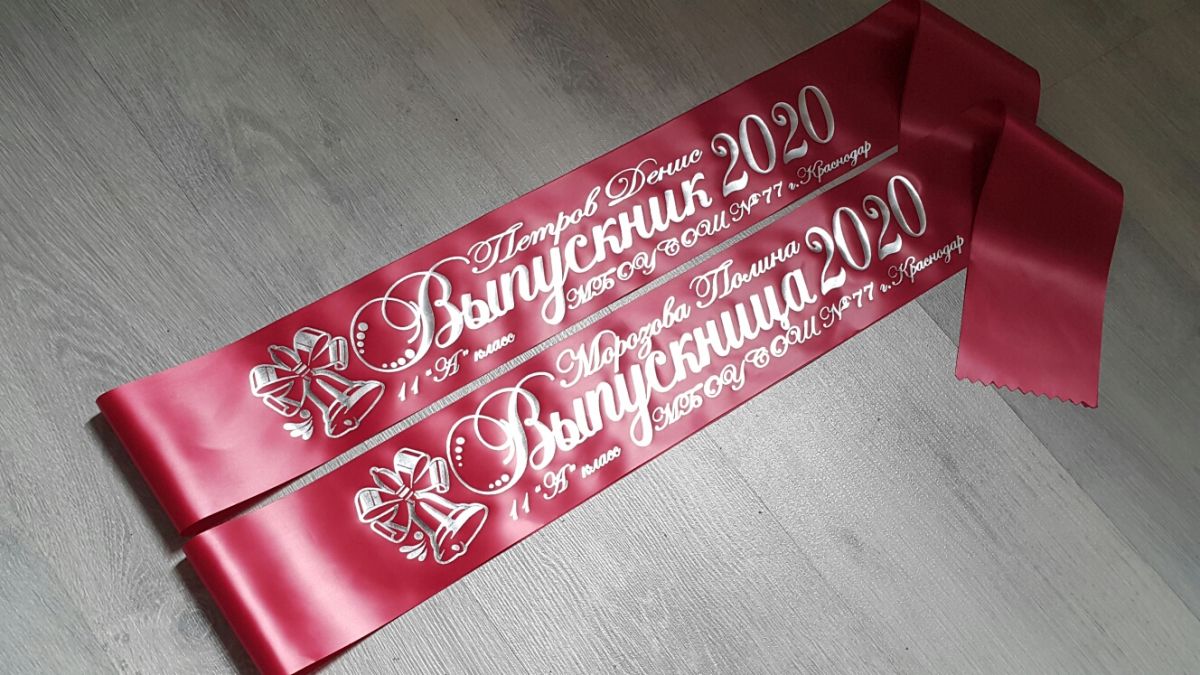 Петров Денис
Выпускник 2020
МБОУ СОШ №77 г.Краснодар
11 "А" класс
Морозова Полина
Выпускница 2020
МБОУ СОШ №77 г.Краснодар
11 "А" класс